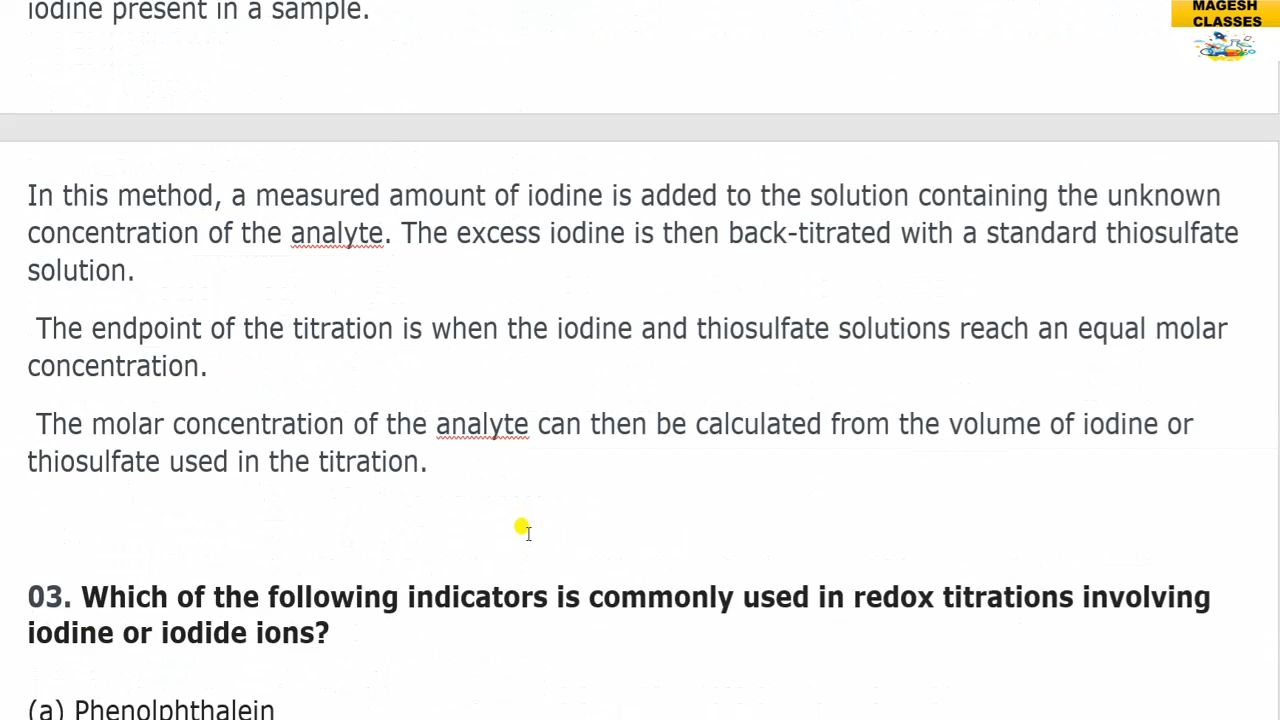 iodine present in a sample.
MAGESH
CLASSES
In this method, a measured amount of iodine is added to the solution containing the unknown
concentration of the analyte. The excess iodine is then back-titrated with a standard thiosulfate
solution.
The endpoint of the titration is when the iodine and thiosulfate solutions reach an equal molar
concentration.
The molar concentration of the analyte can then be calculated from the volume of iodine or
thiosulfate used in the titration.
03. Which of the following indicators is commonly used in redox titrations involving
iodine or iodide ions?
(a) Phenolphthalein